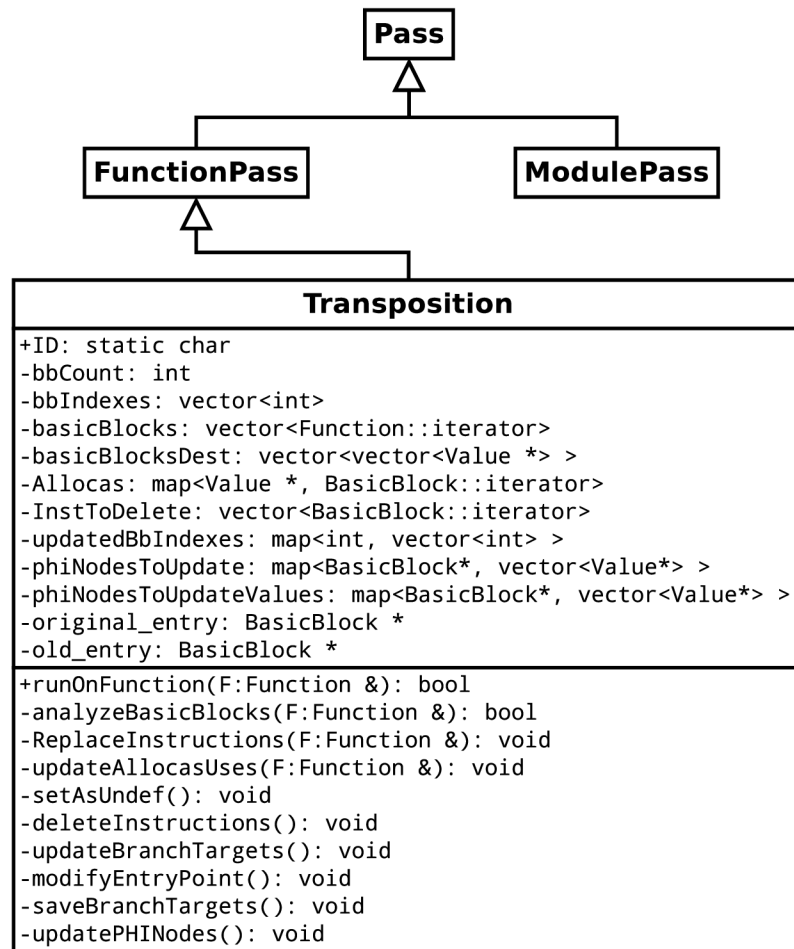 Pass
FunctionPass
ModulePass
Transposition
+ID: static char
-bbCount: int
-bbIndexes: vector<int>
-basicBlocks: vector<Function::iterator>
-basicBlocksDest: vector<vector<Value *> >
-Allocas: map<Value *, BasicBlock::iterator>
-InstToDelete: vector<BasicBlock::iterator>
-updatedBbIndexes: map<int, vector<int> >
-phiNodesToUpdate: map<BasicBlock*, vector<Value*> >
-phiNodesToUpdateValues: map<BasicBlock*, vector<Value*> >
-original_entry: BasicBlock *
-old_entry: BasicBlock *
+runOnFunction(F:Function &): bool
-analyzeBasicBlocks(F:Function &): bool
-ReplaceInstructions(F:Function &): void
-updateAllocasUses(F:Function &): void
-setAsUndef(): void
-deleteInstructions(): void
-updateBranchTargets(): void
-modifyEntryPoint(): void
-saveBranchTargets(): void
-updatePHINodes(): void